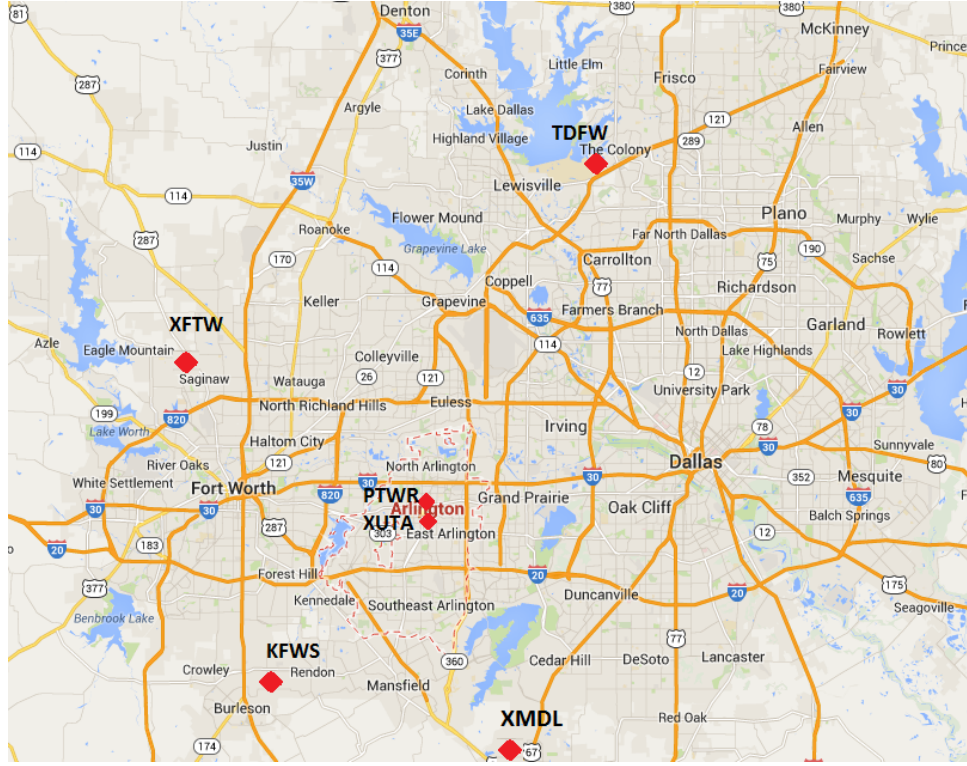 81
Denton
380
380
McKinney
35E
377
Little Elm
Prince
287
Corinth
Frisco
Fairview
Argyle
Lake Dallas
121
Allen
Justin
Highland Village
TDFW
The Colony
289
114
35W
Lewisville
114
Plano
Flower Mound
Murphy
Wylie
287
Roanoke
Grapevine Lake
Far North Dallas
190
170
114
Carrollton
75
Sachse
Coppell
77
Richardson
Keller
Grapevine
Farmers Branch
635
Garland
XFTW
North Dallas
Rowlett
Azle
Eagle Mountain
Colleyville
114
Lake Highlands
Saginaw
Watauga
26
121
12
University Park
30
199
820
North Richland Hills
Euless
30
Lake Worth
Haltom City
Irving
78
River Oaks
121
North Arlington
30
Sunnyvale
White Settlement
Fort Worth
30
820
PTWR
Grand Prairie
30
Dallas
352
Mesquite
80
30
30
287
Arlington
XUTA
Oak Cliff
635
Balch Springs
20
183
303
East Arlington
12
377
Forest Hill
20
Duncanville
20
175
Benbrook Lake
Kennedale
Southeast Arlington
Seagoville
77
KFWS
360
Cedar Hill
DeSoto
Lancaster
Crowley
Rendon
Mansfield
Burleson
XMDL
Red Oak
174
67